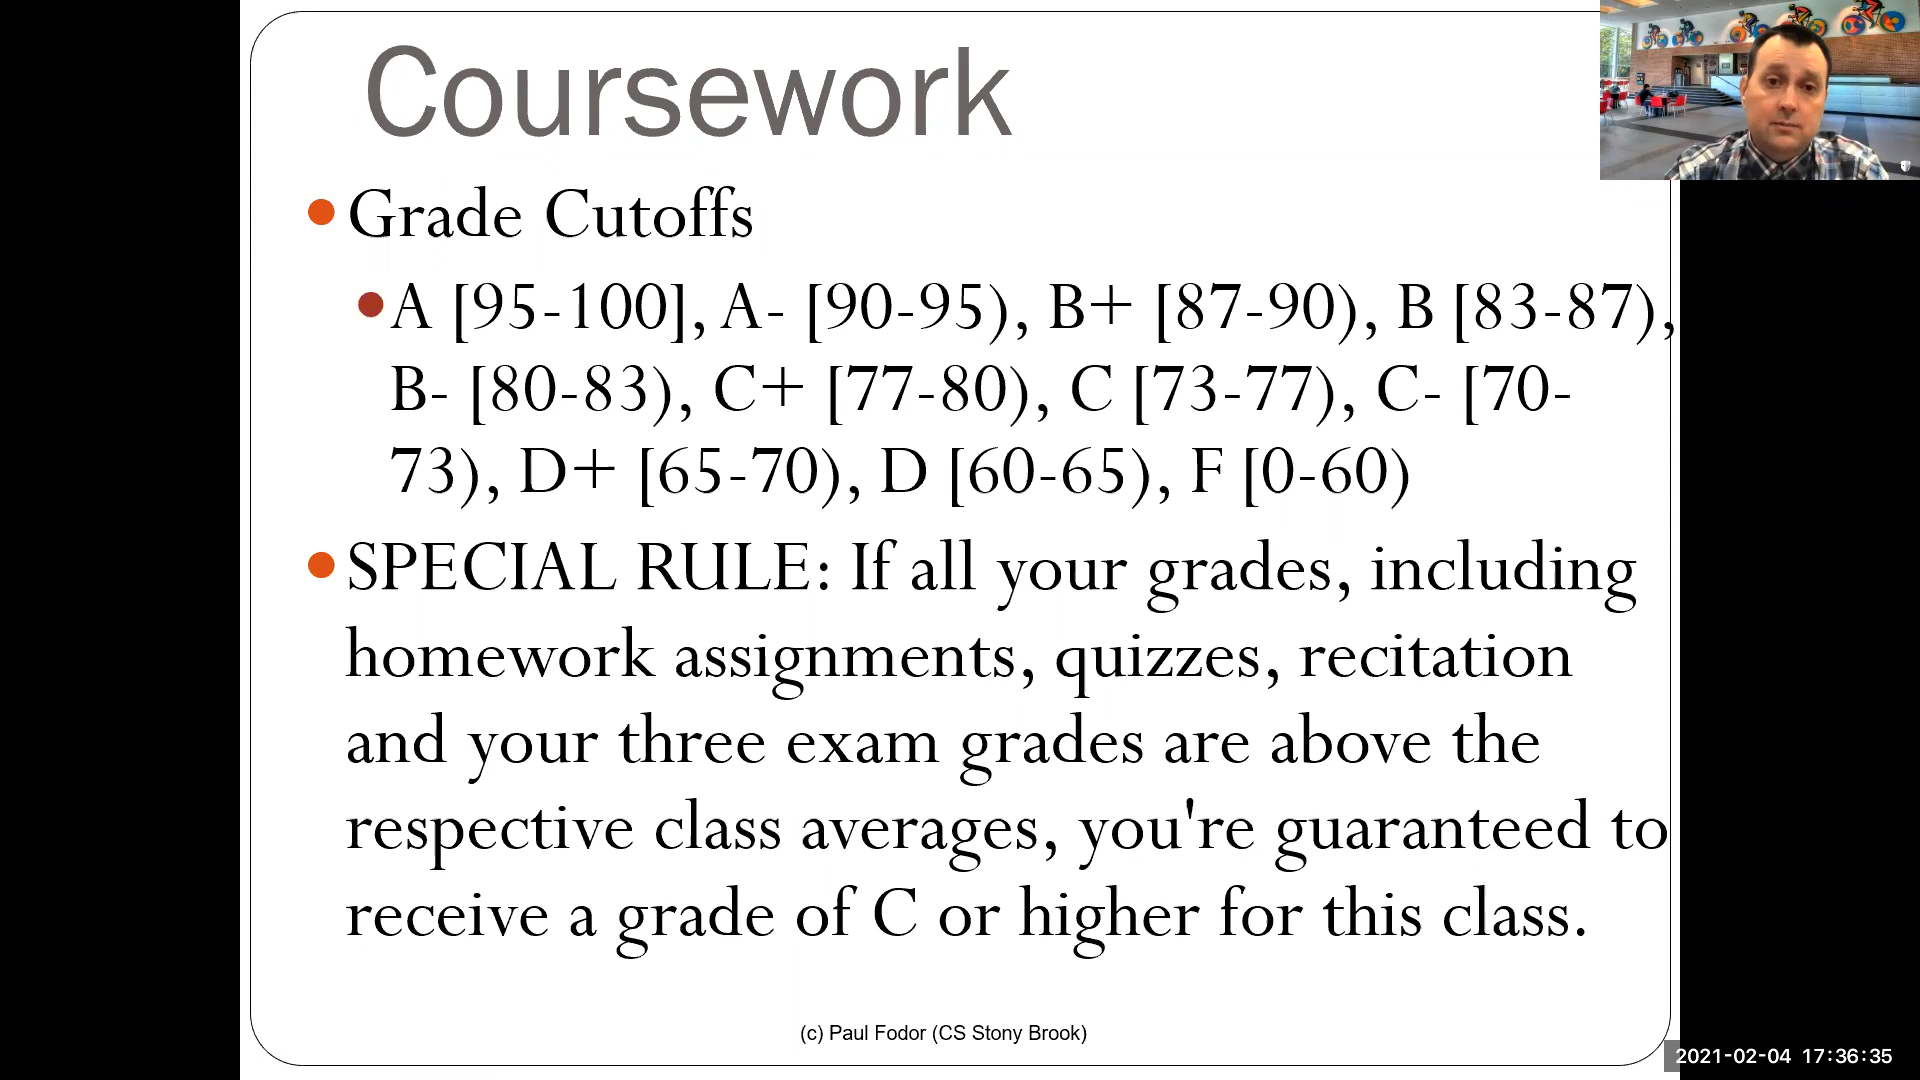 Coursework
Grade Cutoffs
A [95-100], A- [90-95), B+ [87-90), B [83-87),
B- [80-83), C+ [77-80), C [73-77), C- [70-
73), D+ [65-70), D [60-65), F [0-60)
SPECIAL RULE: If all your grades, including
homework assignments, quizzes, recitation
and your three exam grades are above the
respective class averages, you're guaranteed to
receive a grade of C or higher for this class.
(c) Paul Fodor (CS Stony Brook)
2021-02-04 17:36:35